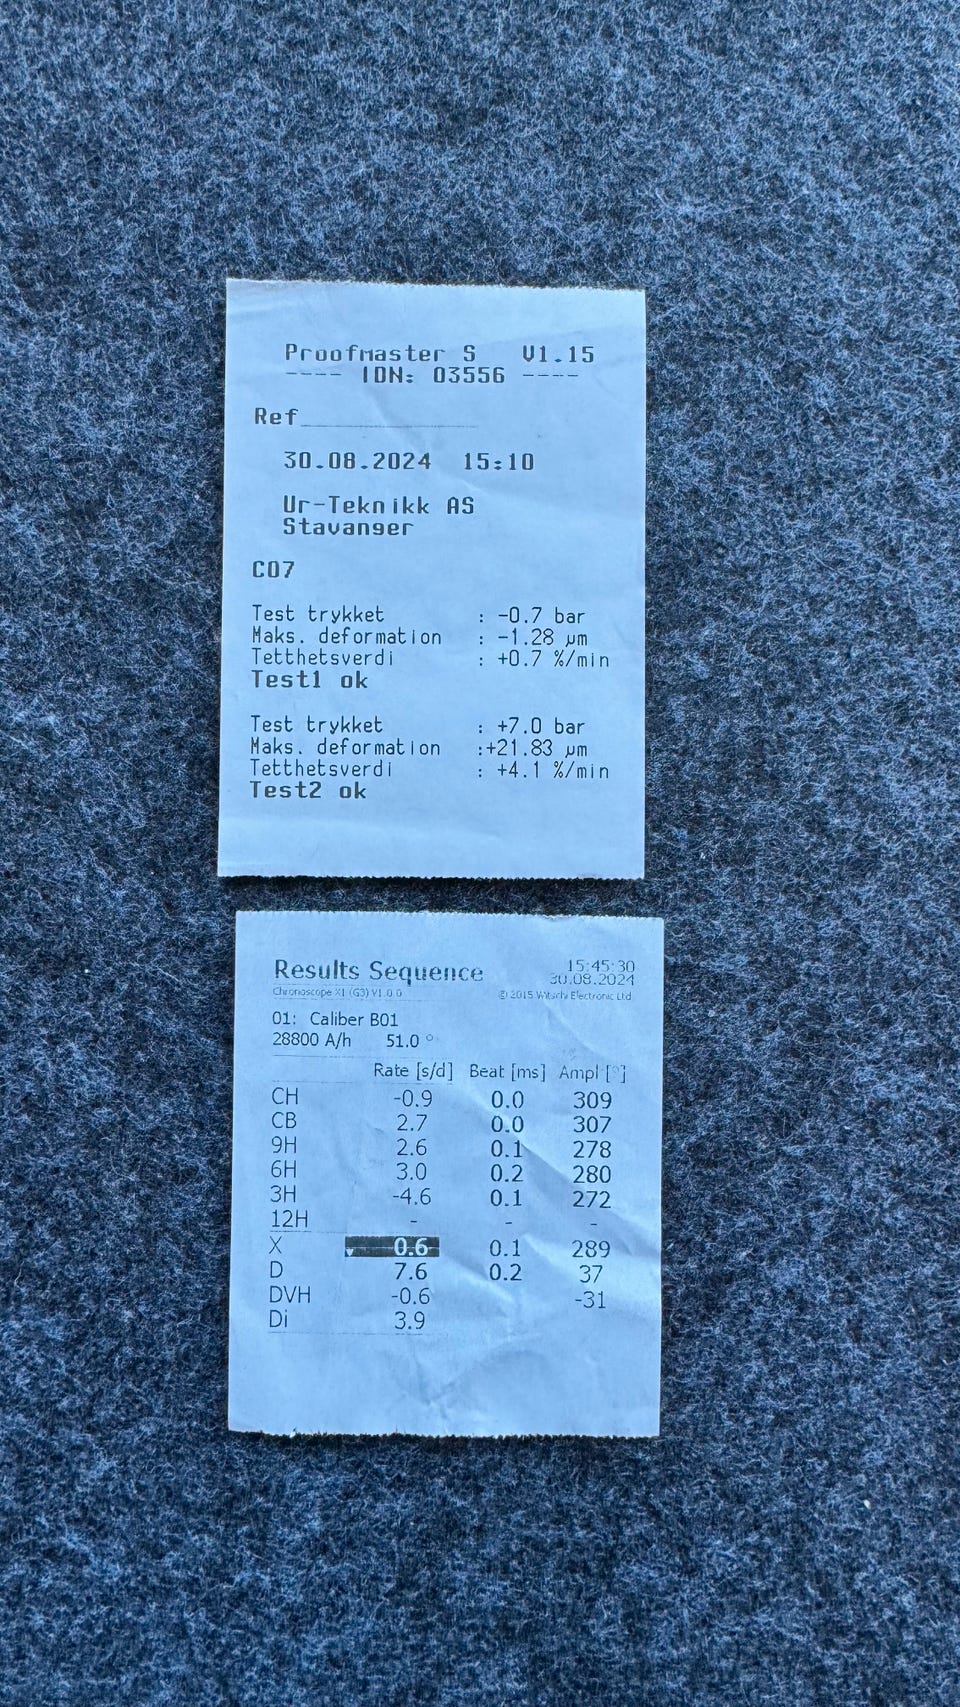 Proofmaster S V1.15
---- IDN: 03556 ----
Ref_______________
30.08.2024 15:10
Ur-Teknikk AS
Stavanger
C07
Test trykket : -0.7 bar
Maks. deformation : -1.28 µm
Tetthetsverdi : +0.7 %/min
Test1 ok
Test trykket : +7.0 bar
Maks. deformation :+21.83 µm
Tetthetsverdi : +4.1 %/min
Test2 ok
Results Sequence 15:45:30
30.08.2024
Chronoscope X1 (G3) V1.0.0 © 2015 Witschi Electronic Ltd.
01: Caliber B01
28800 A/h 51.0 °
Rate [s/d] Beat [ms] Ampl [°]
CH -0.9 0.0 309
CB 2.7 0.0 307
9H 2.6 0.1 278
6H 3.0 0.2 280
3H -4.6 0.1 272
12H - - -
X 0.6 0.1 289
D 7.6 0.2 37
DVH -0.6 -31
Di 3.9